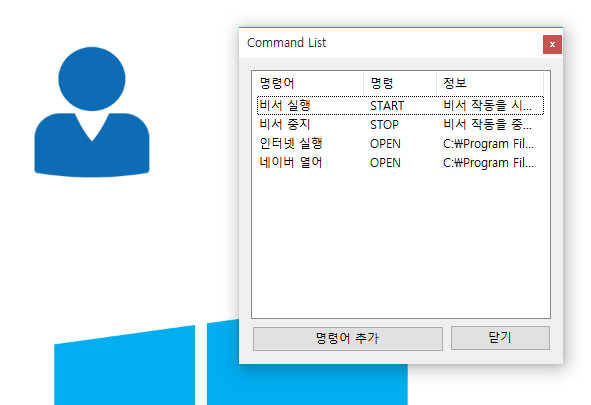 Command List
x
명령어 명령 정보
비서 실행 START 비서 작동을 시...
비서 중지 STOP 비서 작동을 중...
인터넷 실행 OPEN C:₩Program Fil...
네이버 열어 OPEN C:₩Program Fil...
명령어 추가 닫기